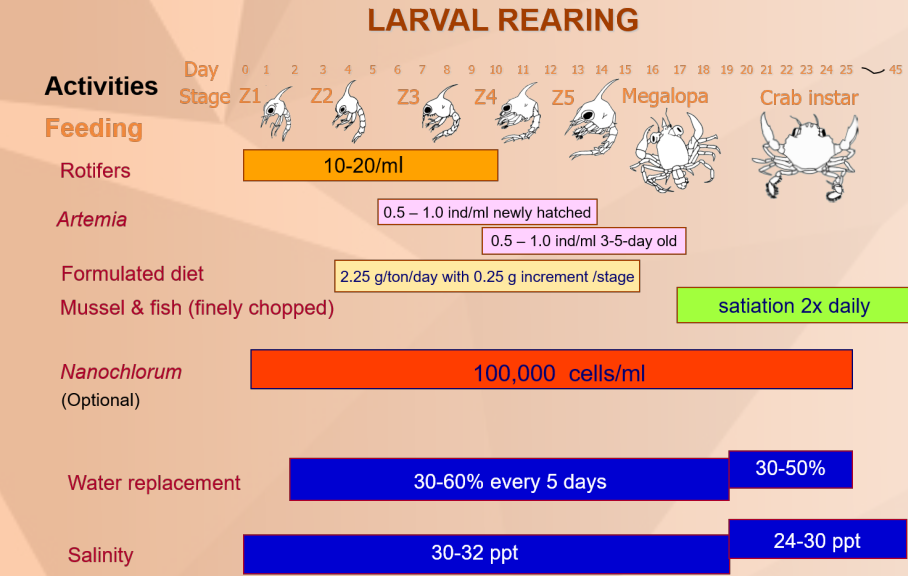 LARVAL REARING
Day 0 1 2 3 4 5 6 7 8 9 10 11 12 13 14 15 16 17 18 19 20 21 22 23 24 25 45
Activities
Stage Z1 Z2 Z3 Z4 Z5 Megalopa Crab instar
Feeding
Rotifers 10-20/ml
Artemia 0.5 – 1.0 ind/ml newly hatched
0.5 – 1.0 ind/ml 3-5-day old
Formulated diet 2.25 g/ton/day with 0.25 g increment /stage
Mussel & fish (finely chopped) satiation 2x daily
Nanochlorum 100,000 cells/ml
(Optional)
Water replacement 30-60% every 5 days 30-50%
Salinity 30-32 ppt 24-30 ppt